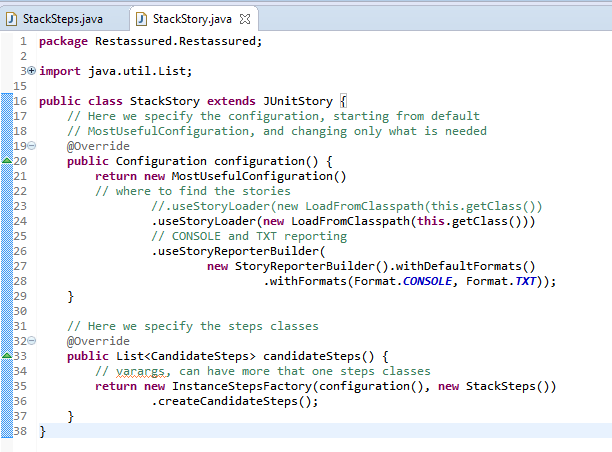 StackSteps.java
StackStory.java
1 package Restassured.Restassured;
2
3 import java.util.List;
15
16 public class StackStory extends JUnitStory {
17 // Here we specify the configuration, starting from default
18 // MostUsefulConfiguration, and changing only what is needed
19 @Override
20 public Configuration configuration() {
21 return new MostUsefulConfiguration()
22 // where to find the stories
23 //.useStoryLoader(new LoadFromClasspath(this.getClass())
24 .useStoryLoader(new LoadFromClasspath(this.getClass()))
25 // CONSOLE and TXT reporting
26 .useStoryReporterBuilder(
27 new StoryReporterBuilder().withDefaultFormats()
28 .withFormats(Format.CONSOLE, Format.TXT));
29 }
30
31 // Here we specify the steps classes
32 @Override
33 public List<CandidateSteps> candidateSteps() {
34 // varargs, can have more that one steps classes
35 return new InstanceStepsFactory(configuration(), new StackSteps())
36 .createCandidateSteps();
37 }
38 }